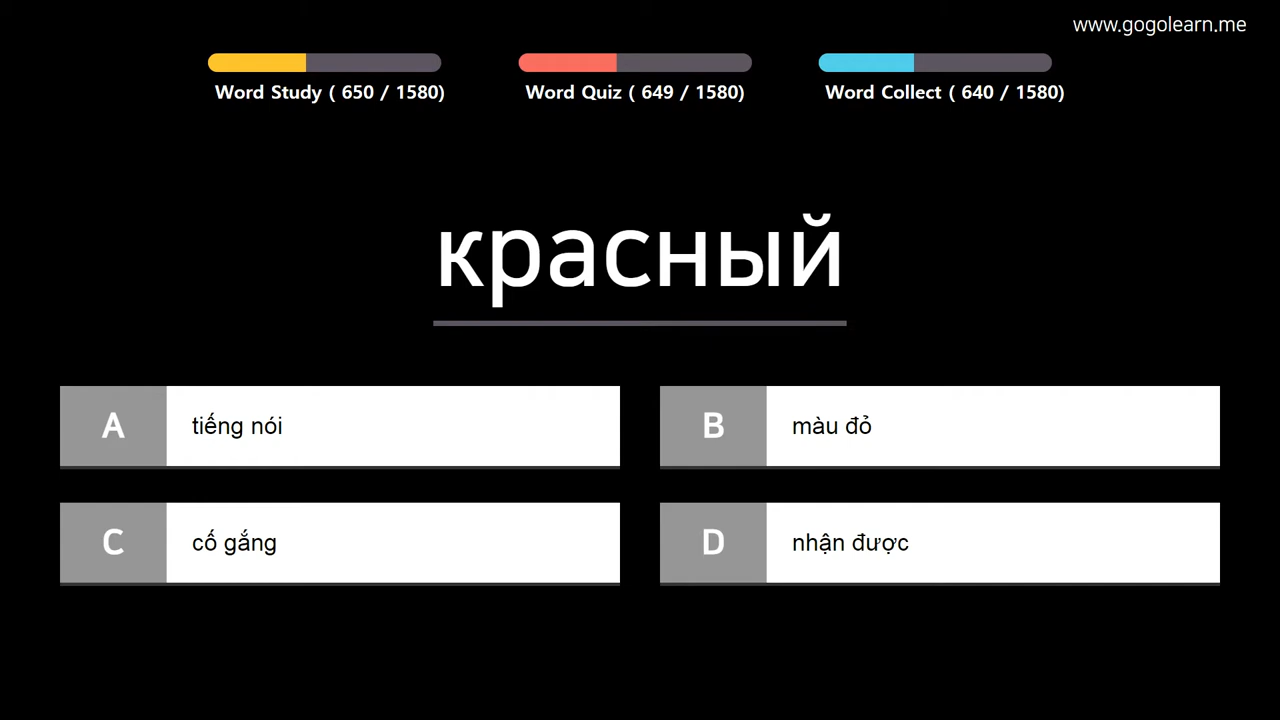 www.gogolearn.me
Word Study ( 650 / 1580)
Word Quiz ( 649 / 1580)
Word Collect ( 640 / 1580)
красный
A tiếng nói
B màu đỏ
C cố gắng
D nhận được